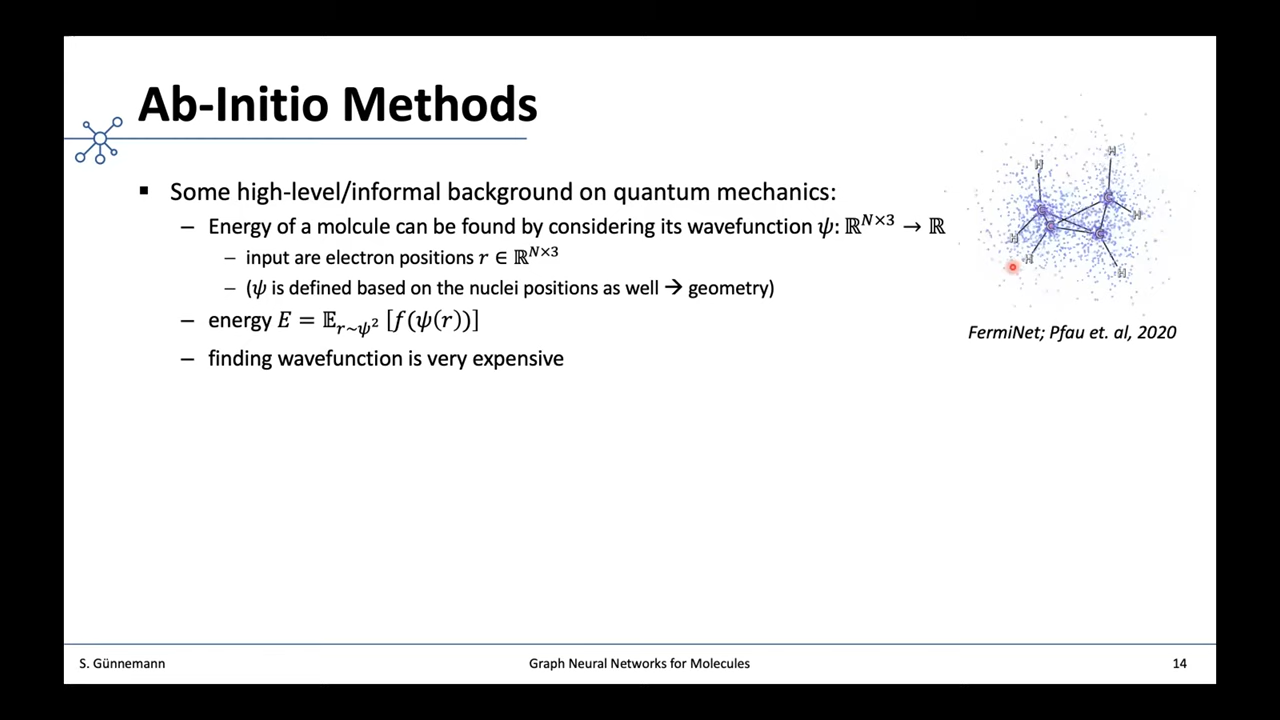 Ab-Initio Methods
▪ Some high-level/informal background on quantum mechanics:
– Energy of a molcule can be found by considering its wavefunction 𝜓: ℝ^{N×3} → ℝ
– input are electron positions 𝑟 ∈ ℝ^{N×3}
– (𝜓 is defined based on the nuclei positions as well → geometry)
– energy 𝐸 = 𝔼_{𝑟~𝜓²} [𝑓(𝜓(𝑟))]
– finding wavefunction is very expensive
H H
C C H
H C C
H H
FermiNet; Pfau et. al, 2020
S. Günnemann Graph Neural Networks for Molecules 14